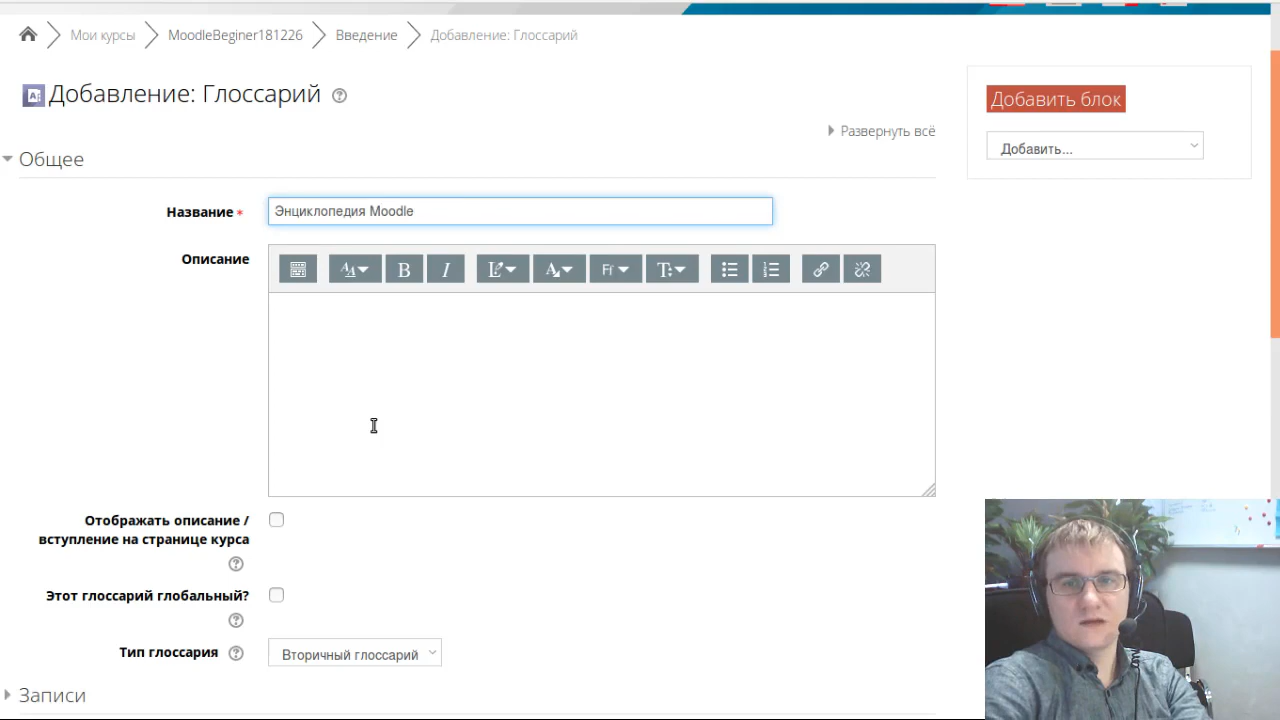 Мои курсы MoodleBeginer181226 Введение Добавление: Глоссарий
Добавление: Глоссарий
Добавить блок
Развернуть всё
Добавить...
Общее
Название
Энциклопедия Moodle
Описание
Отображать описание /
вступление на странице курса
Этот глоссарий глобальный?
Тип глоссария
Вторичный глоссарий
Записи